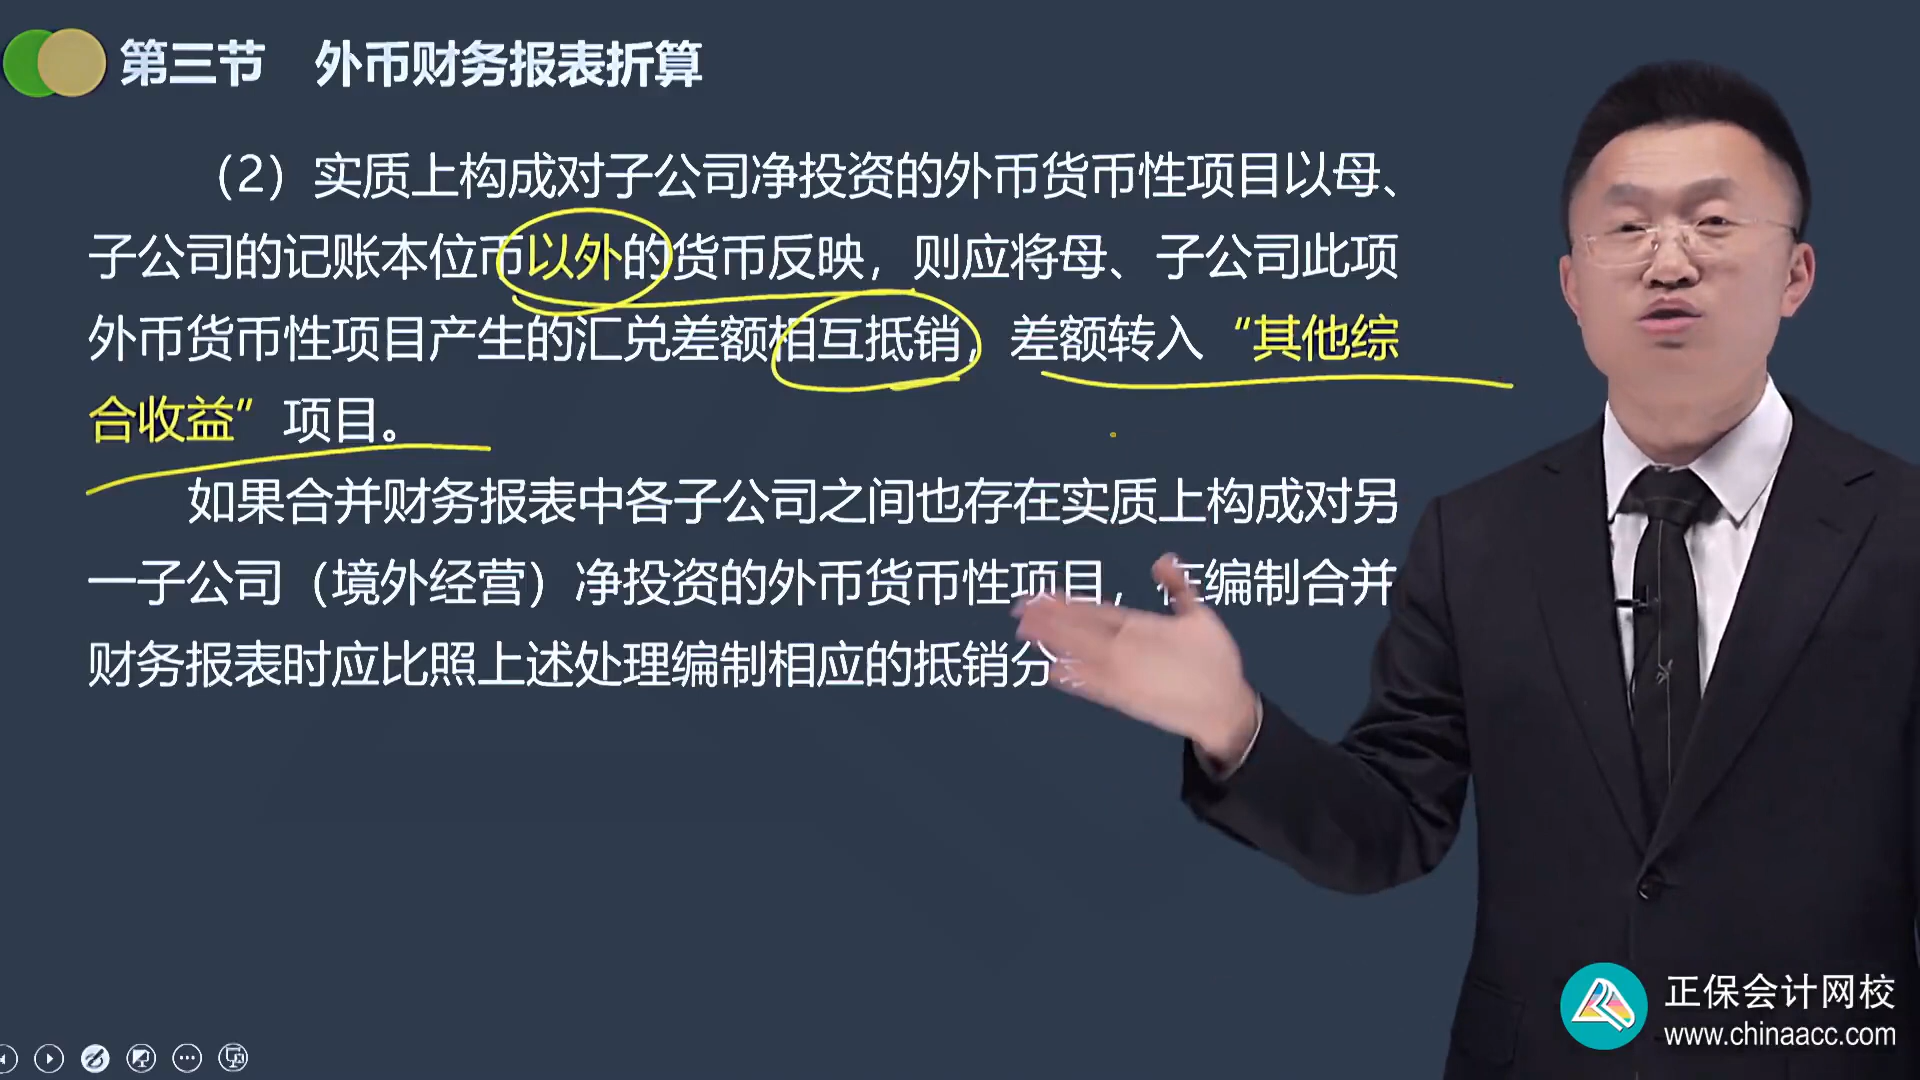 第三节 外币财务报表折算
（2）实质上构成对子公司净投资的外币货币性项目以母、
子公司的记账本位币以外的货币反映，则应将母、子公司此项
外币货币性项目产生的汇兑差额相互抵销，差额转入“其他综
合收益”项目。
如果合并财务报表中各子公司之间也存在实质上构成对另
一子公司（境外经营）净投资的外币货币性项目，在编制合并
财务报表时应比照上述处理编制相应的抵销分
正保会计网校
www.chinaacc.com